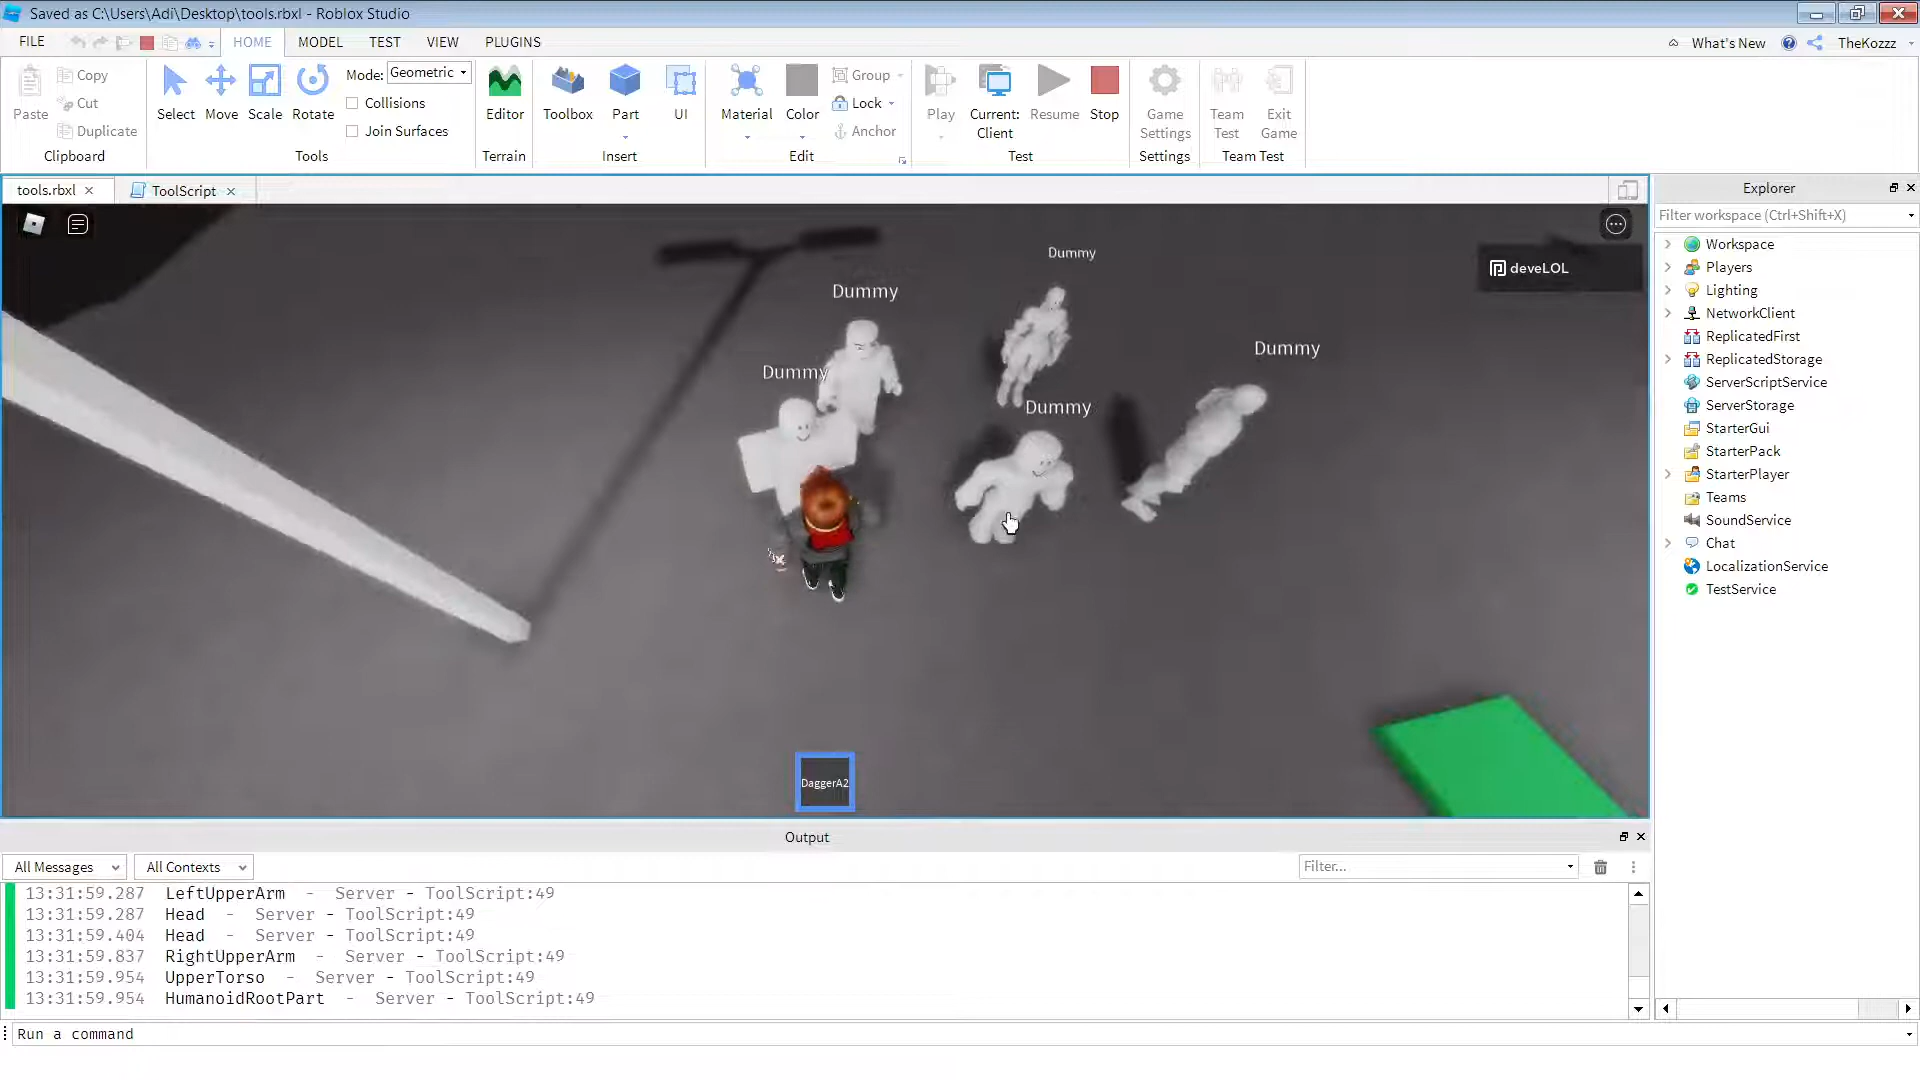 Saved as C:\Users\Adi\Desktop\tools.rbxl - Roblox Studio
FILE HOME MODEL TEST VIEW PLUGINS What's New TheKozzz
Paste Copy Cut Duplicate
Clipboard
Select Move Scale Rotate
Mode: Geometric
Collisions
Join Surfaces
Tools
Editor
Terrain
Toolbox Part UI
Insert
Material Color Group Lock Anchor
Edit
Play Current: Client Resume Stop
Test
Game Settings
Settings
Team Test Exit Game
Team Test
tools.rbxl ToolScript
Dummy
Dummy
Dummy
Dummy
Dummy
deveLOL
DaggerA2
Explorer
Filter workspace (Ctrl+Shift+X)
Workspace
Players
Lighting
NetworkClient
ReplicatedFirst
ReplicatedStorage
ServerScriptService
ServerStorage
StarterGui
StarterPack
StarterPlayer
Teams
SoundService
Chat
LocalizationService
TestService
Output
All Messages All Contexts Filter...
13:31:59.287 LeftUpperArm - Server - ToolScript:49
13:31:59.287 Head - Server - ToolScript:49
13:31:59.404 Head - Server - ToolScript:49
13:31:59.837 RightUpperArm - Server - ToolScript:49
13:31:59.954 UpperTorso - Server - ToolScript:49
13:31:59.954 HumanoidRootPart - Server - ToolScript:49
Run a command